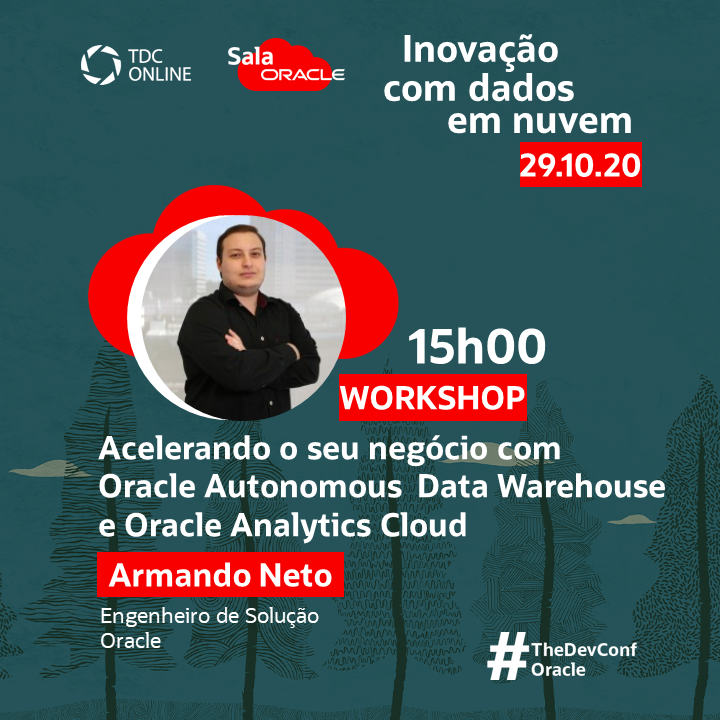 TDC
ONLINE
Sala
ORACLE
Inovação
com dados
em nuvem
29.10.20
15h00
WORKSHOP
Acelerando o seu negócio com
Oracle Autonomous Data Warehouse
e Oracle Analytics Cloud
Armando Neto
Engenheiro de Solução
Oracle
#TheDevConf
Oracle